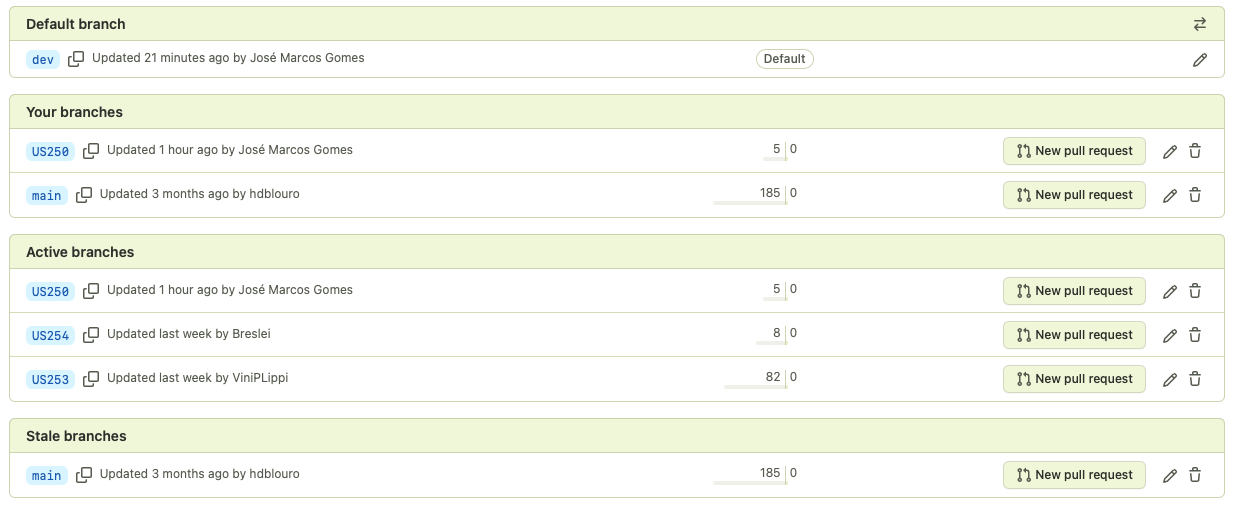 Default branch
dev Updated 21 minutes ago by José Marcos Gomes Default
Your branches
US250 Updated 1 hour ago by José Marcos Gomes 5 0 New pull request
main Updated 3 months ago by hdblouro 185 0 New pull request
Active branches
US250 Updated 1 hour ago by José Marcos Gomes 5 0 New pull request
US254 Updated last week by Breslei 8 0 New pull request
US253 Updated last week by ViniPLippi 82 0 New pull request
Stale branches
main Updated 3 months ago by hdblouro 185 0 New pull request